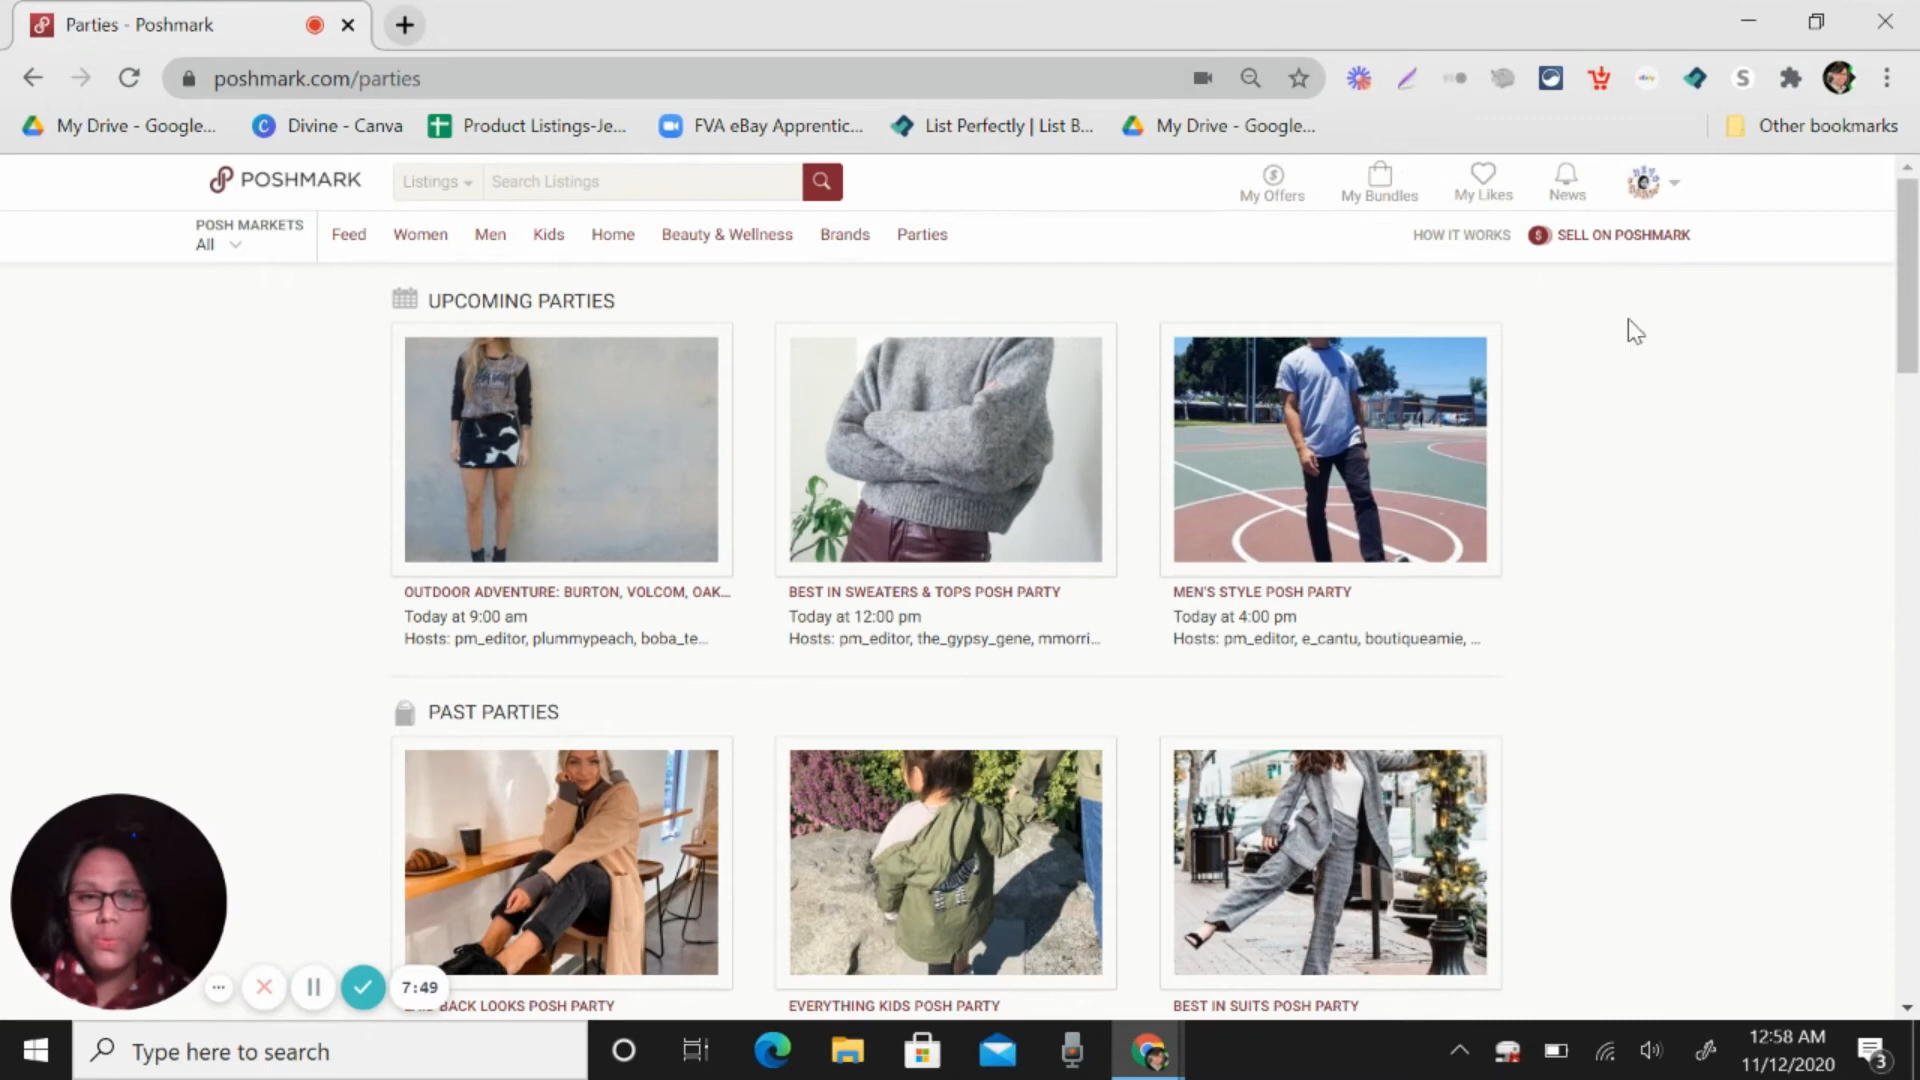 Parties - Poshmark
poshmark.com/parties
My Drive - Google...
Divine - Canva
Product Listings-Je...
FVA eBay Apprentic...
List Perfectly | List B...
My Drive - Google...
Other bookmarks
POSHMARK
Listings
Search Listings
My Offers
My Bundles
My Likes
News
POSH MARKETS
All
Feed
Women
Men
Kids
Home
Beauty & Wellness
Brands
Parties
HOW IT WORKS
SELL ON POSHMARK
UPCOMING PARTIES
OUTDOOR ADVENTURE: BURTON, VOLCOM, OAK...
Today at 9:00 am
Hosts: pm_editor, plummypeach, boba_te...
BEST IN SWEATERS & TOPS POSH PARTY
Today at 12:00 pm
Hosts: pm_editor, the_gypsy_gene, mmorri...
MEN'S STYLE POSH PARTY
Today at 4:00 pm
Hosts: pm_editor, e_cantu, boutiqueamie, ...
PAST PARTIES
7:49
BACK LOOKS POSH PARTY
EVERYTHING KIDS POSH PARTY
BEST IN SUITS POSH PARTY
Type here to search
12:58 AM
11/12/2020
3